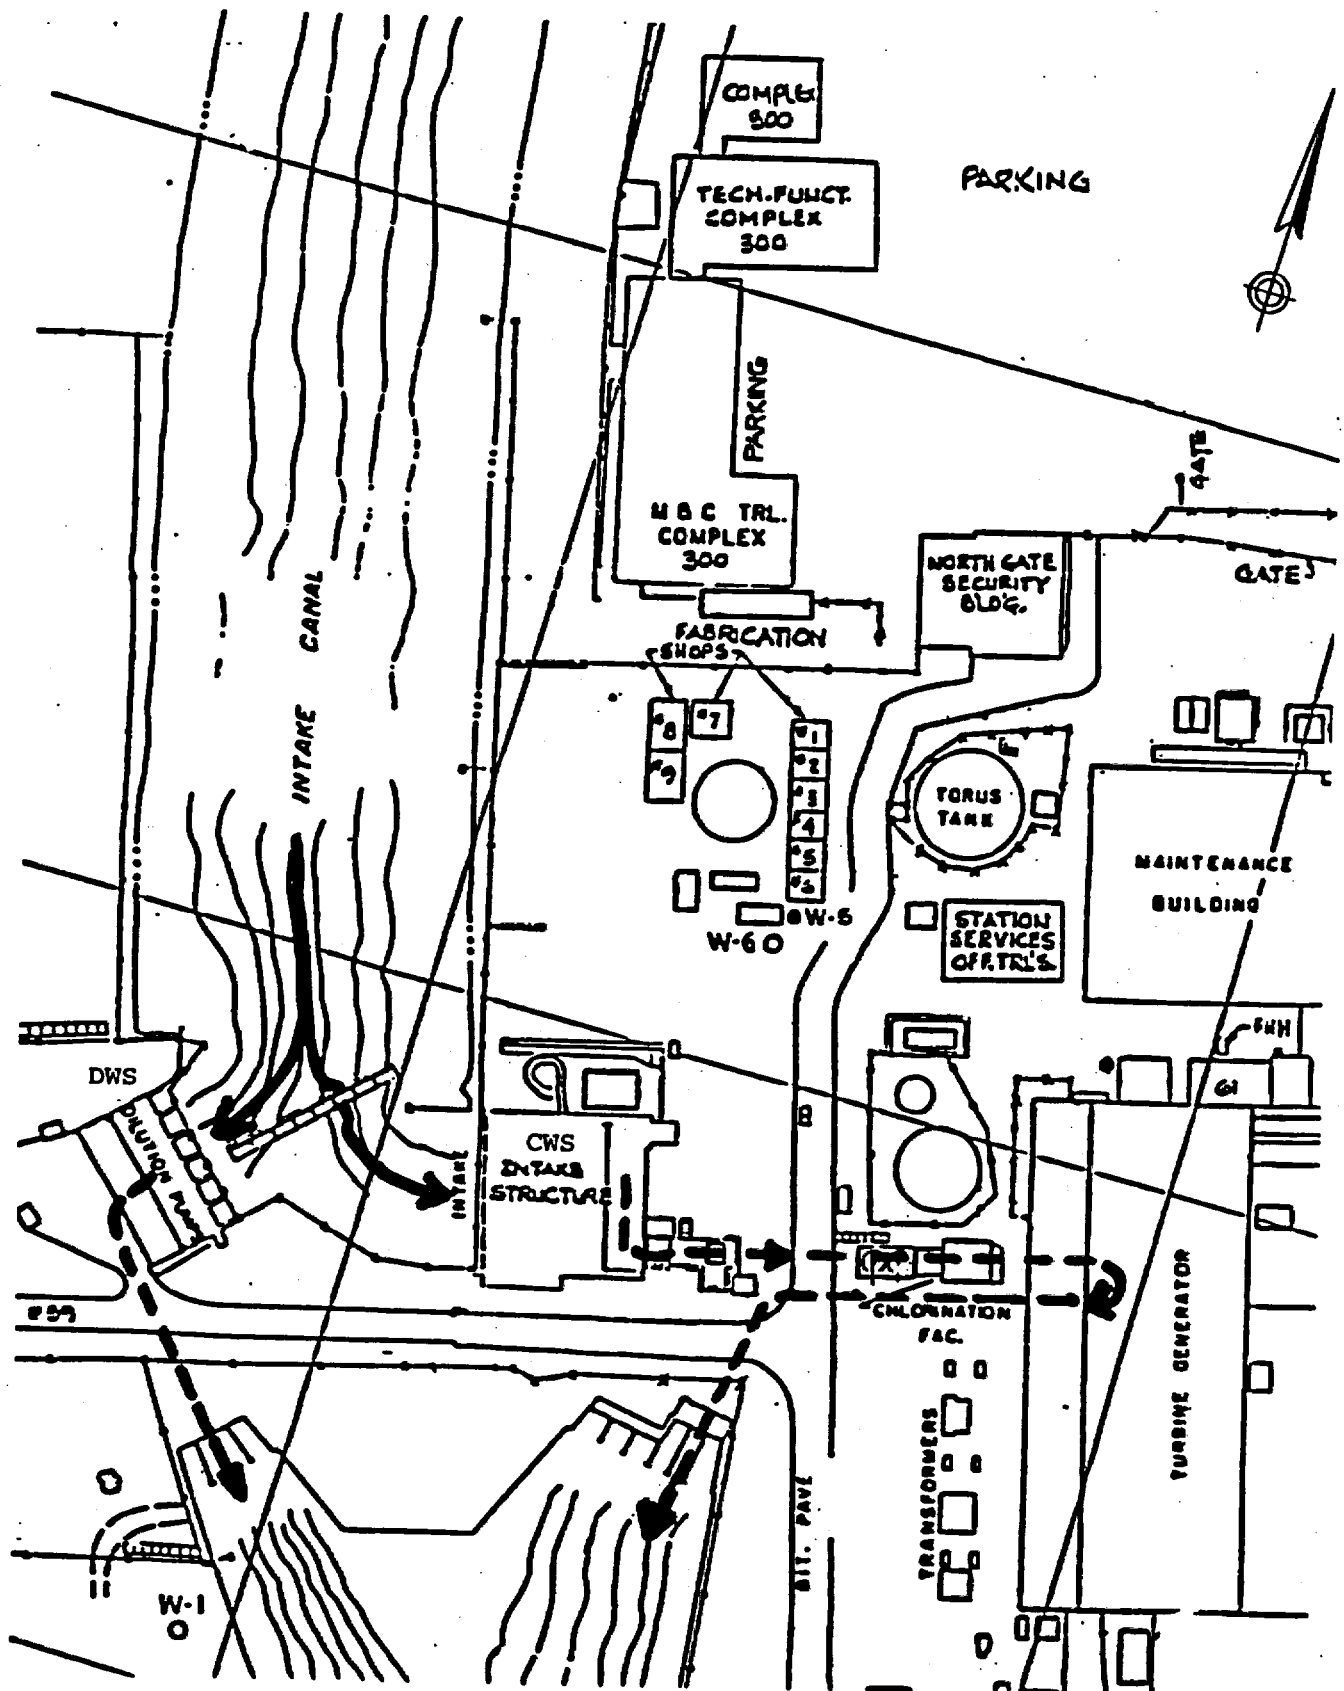 COMPLEX
300
TECH. FUNCT.
COMPLEX
300
PARKING
PARKING
GATE
M B C TRL.
COMPLEX
300
NORTH GATE
SECURITY
BLD'G.
GATE
INTAKE CANAL
FABRICATION
SHOPS
#8
#7
#9
#1
#2
#3
#4
#5
#6
TORUS
TANK
MAINTENANCE
BUILDING
W-5
W-6
STATION
SERVICES
OFF. TRL'S.
DWS
DILUTION PUMPS
CWS
INTAKE
STRUCTURE
INTAKE
CHLORINATION
FAC.
TURBINE GENERATOR
TRANSFORMERS
BIT. PAVE
W-1